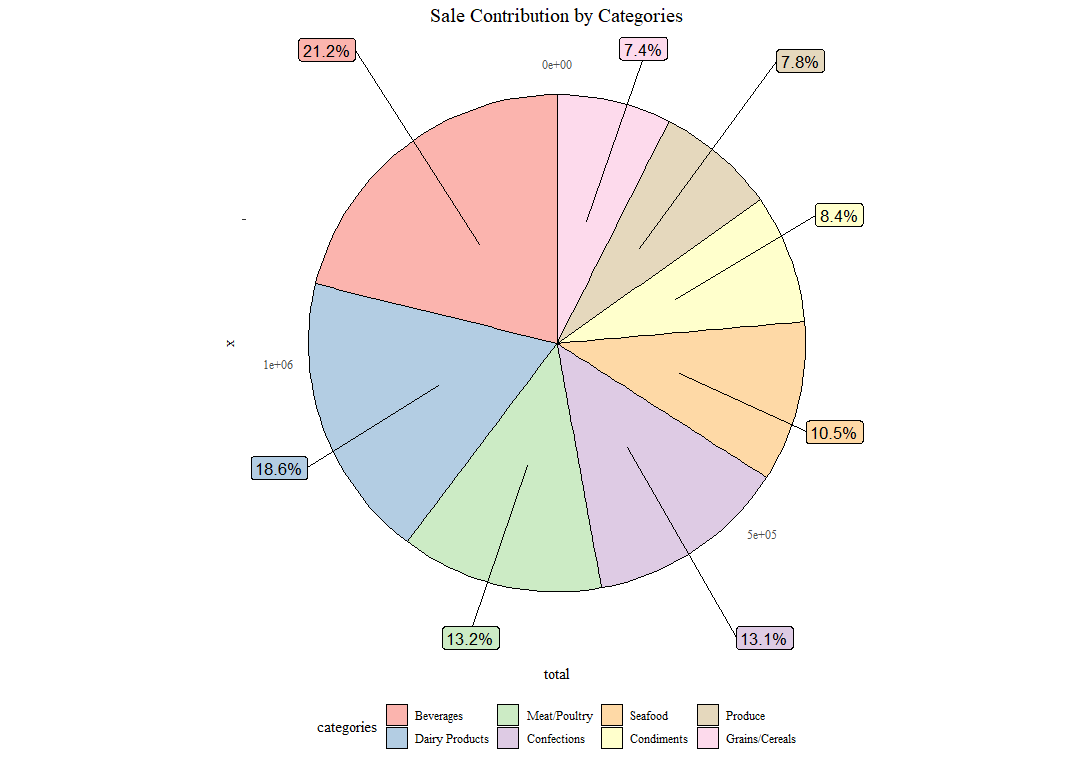 Sale Contribution by Categories
21.2%
7.4%
7.8%
0e+00
8.4%
-
x
1e+06
10.5%
18.6%
5e+05
13.2%
13.1%
total
categories
Beverages
Meat/Poultry
Seafood
Produce
Dairy Products
Confections
Condiments
Grains/Cereals